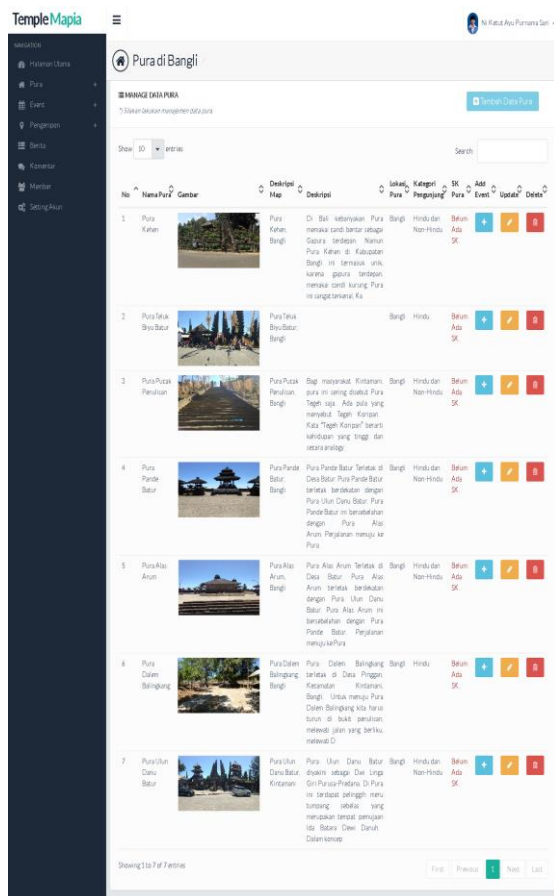 Temple Mapia
Ni Ketut Ayu Purnama Sari
NAVIGATION
Halaman Utama
Pura +
Event +
Pengempon +
Berita
Komentar
Member
Setting Akun
Pura di Bangli
MANAGE DATA PURA
*) Silakan lakukan manajemen data pura
Tambah Data Pura
Show 10 entries
Search:
No Nama Pura Gambar Deskripsi Map Deskripsi Lokasi Pura Kategori Pengunjung SK Pura Add Event Update Delete
1 Pura Kehen Pura Kehen, Bangli
Di Bali kebanyakan Pura
memakai candi bentar sebagai
Gapura terdepan. Namun
Pura Kehen di Kabupaten
Bangli ini termasuk unik,
karena gapura terdepan
memakai candi kurung. Pura
ini sangat terkenal. Ka
Bangli Hindu dan Non-Hindu Belum Ada SK
2 Pura Teluk Biyu Batur Pura Teluk Biyu Batur, Bangli
Bangli Hindu Belum Ada SK
3 Pura Pucak Penulisan Pura Pucak Penulisan, Bangli
Bagi masyarakat Kintamani,
pura ini sering disebut Pura
Tegeh saja. Ada pula yang
menyebut Tegeh Koripan.
Kata "Tegeh Koripan" berarti
kehidupan yang tinggi dan
secara analogy
Bangli Hindu dan Non-Hindu Belum Ada SK
4 Pura Pande Batur Pura Pande Batur, Bangli
Pura Pande Batur Terletak di
Desa Batur. Pura Pande Batur
terletak berdekatan dengan
Pura Ulun Danu Batur. Pura
Pande Batur ini bersebelahan
dengan Pura Alas
Arum. Perjalanan menuju ke
Pura
Bangli Hindu dan Non-Hindu Belum Ada SK
5 Pura Alas Arum Pura Alas Arum, Bangli
Pura Alas Arum Terletak di
Desa Batur. Pura Alas
Arum terletak berdekatan
dengan Pura Ulun Danu
Batur. Pura Alas Arum ini
bersebelahan dengan Pura
Pande Batur. Perjalanan
menuju ke Pura
Bangli Hindu dan Non-Hindu Belum Ada SK
6 Pura Dalem Balingkang Pura Dalem Balingkang, Bangli
Pura Dalem Balingkang
terletak di Desa Pinggan,
Kecamatan Kintamani,
Bangli. Untuk menuju Pura
Dalem Balingkang kita harus
turun di bukit penulisan,
melewati jalan yang berliku,
melewati D
Bangli Hindu Belum Ada SK
7 Pura Ulun Danu Batur Pura Ulun Danu Batur, Kintamani
Pura Ulun Danu Batur
diyakini sebagai Dwi Lingga
Giri Purusa-Predana. Di Pura
ini terdapat pelinggih meru
tumpang sebelas yang
merupakan tempat pemujaan
Ida Batara Dewi Danuh.
Dalam konsep
Bangli Hindu dan Non-Hindu Belum Ada SK
Showing 1 to 7 of 7 entries
First Previous 1 Next Last